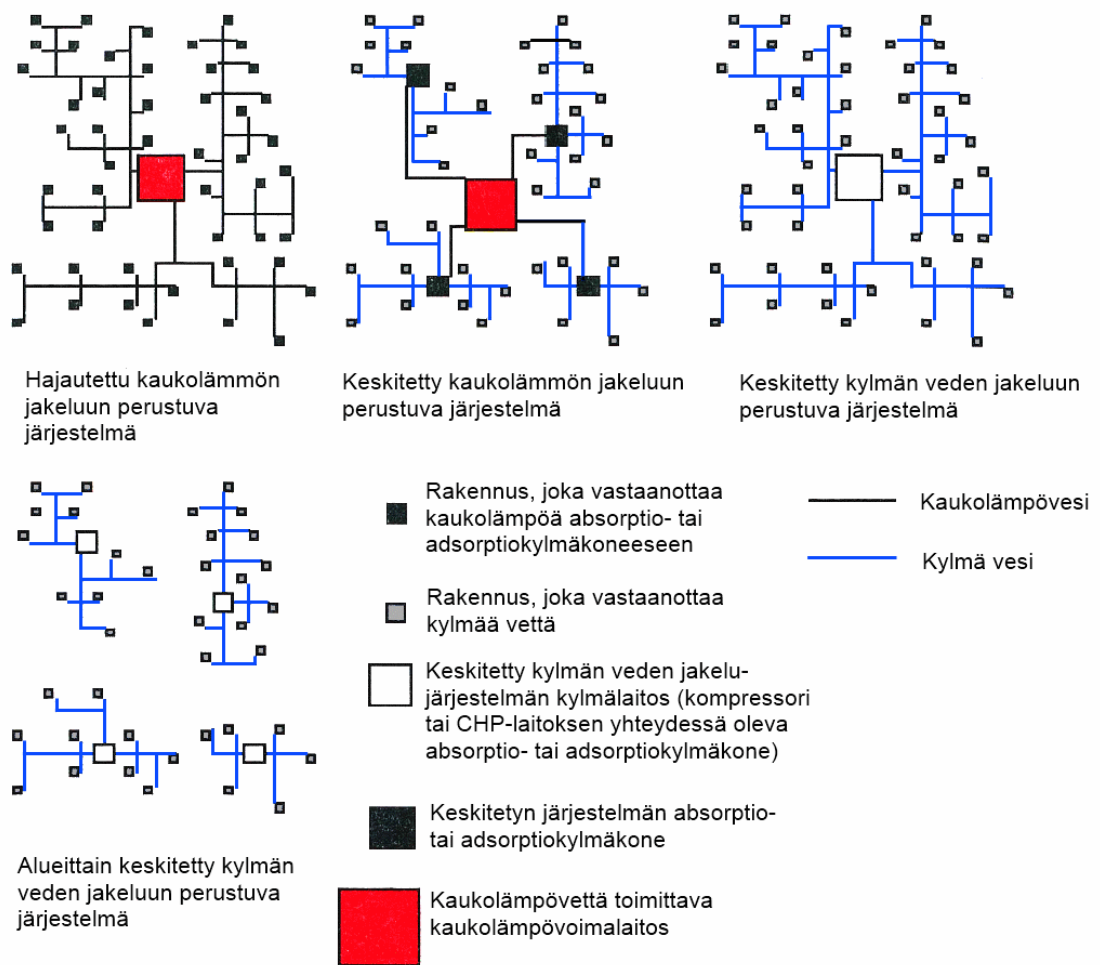 Hajautettu kaukolämmön
jakeluun perustuva
järjestelmä
Keskitetty kaukolämmön jakeluun
perustuva järjestelmä
Keskitetty kylmän veden jakeluun
perustuva järjestelmä
Rakennus, joka vastaanottaa
kaukolämpöä absorptio- tai
adsorptiokylmäkoneeseen
Kaukolämpövesi
Kylmä vesi
Rakennus, joka vastaanottaa
kylmää vettä
Keskitetty kylmän veden jakelu-
järjestelmän kylmälaitos (kompressori
tai CHP-laitoksen yhteydessä oleva
absorptio- tai adsorptiokylmäkone)
Keskitetyn järjestelmän absorptio-
tai adsorptiokylmäkone
Alueittain keskitetty kylmän
veden jakeluun perustuva
järjestelmä
Kaukolämpövettä toimittava
kaukolämpövoimalaitos